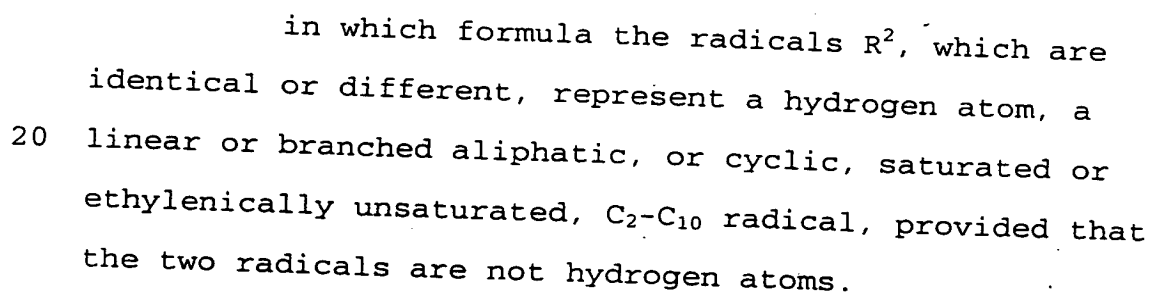 in which formula the radicals R², which are
identical or different, represent a hydrogen atom, a
20 linear or branched aliphatic, or cyclic, saturated or
ethylenically unsaturated, C₂-C₁₀ radical, provided that
the two radicals are not hydrogen atoms.